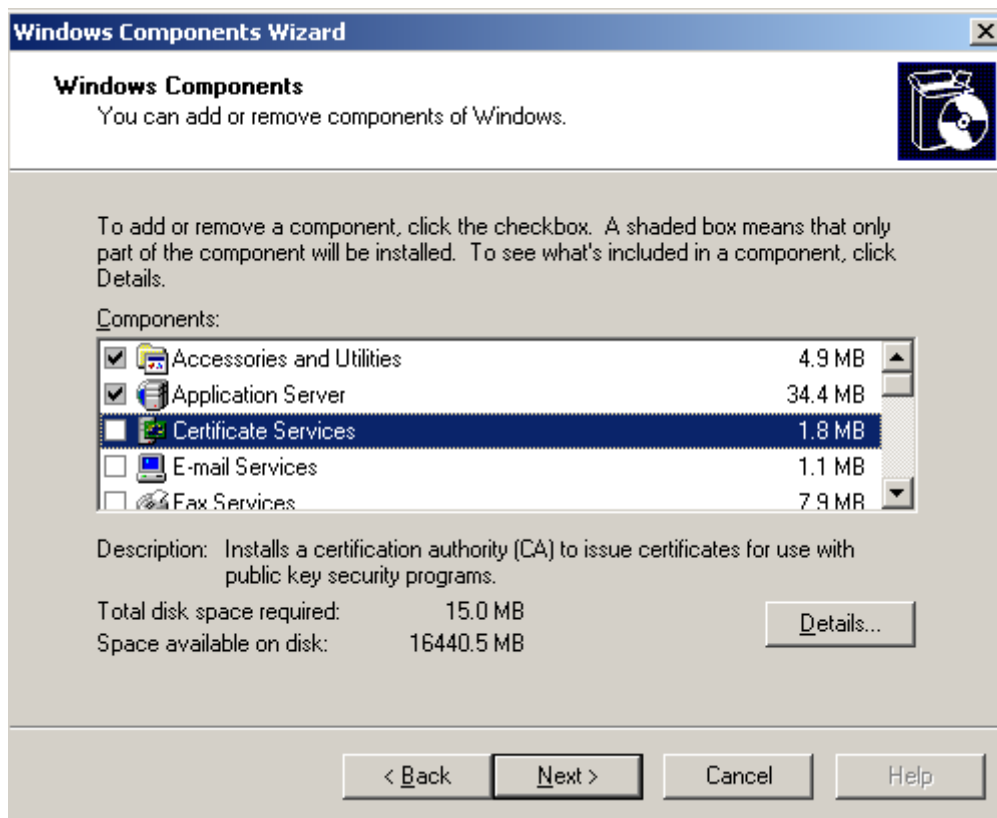 Windows Components Wizard
Windows Components
You can add or remove components of Windows.
To add or remove a component, click the checkbox. A shaded box means that only
part of the component will be installed. To see what's included in a component, click
Details.
Components:
Accessories and Utilities 4.9 MB
Application Server 34.4 MB
Certificate Services 1.8 MB
E-mail Services 1.1 MB
Fax Services 7.9 MB
Description: Installs a certification authority (CA) to issue certificates for use with
public key security programs.
Total disk space required: 15.0 MB
Space available on disk: 16440.5 MB
Details...
< Back Next > Cancel Help